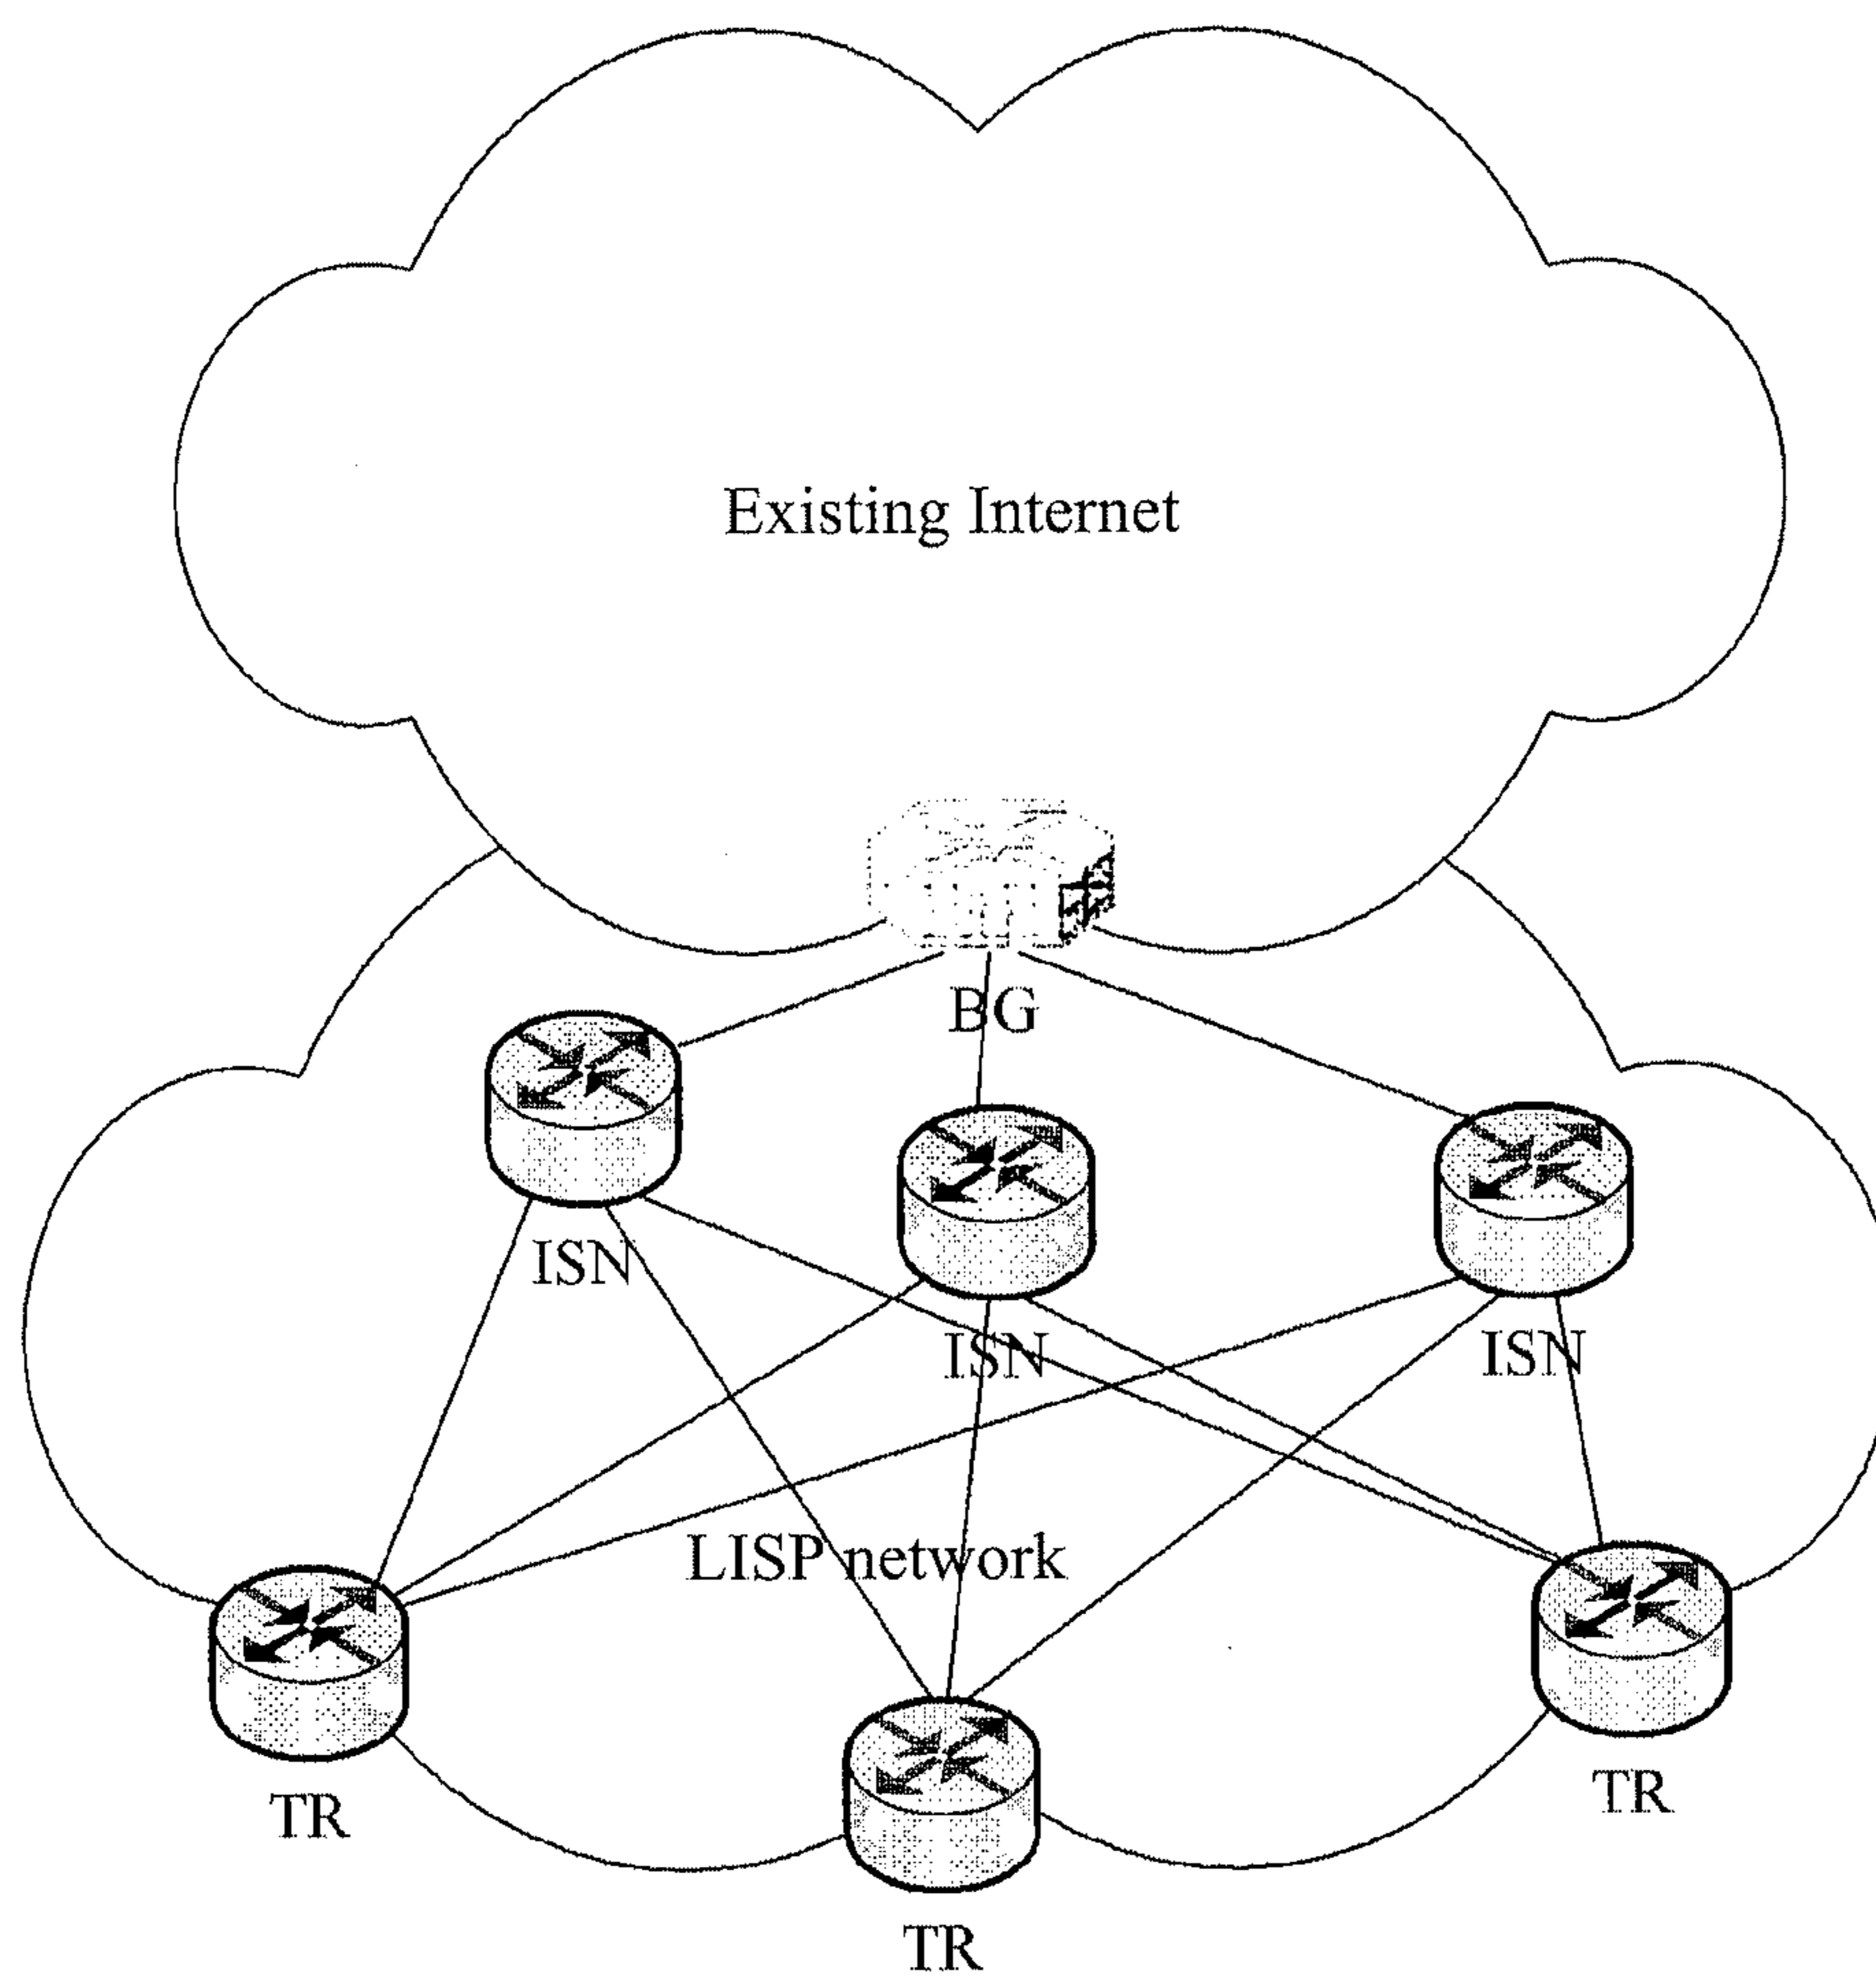 Existing Internet
BG
ISN
ISN
ISN
LISP network
TR
TR
TR